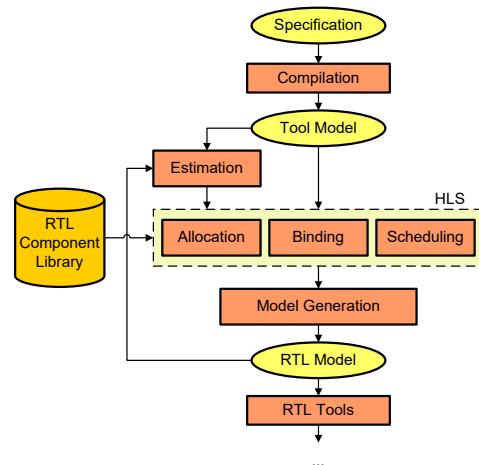 Specification
Compilation
Tool Model
Estimation
HLS
RTL
Component
Library
Allocation
Binding
Scheduling
Model Generation
RTL Model
RTL Tools
...